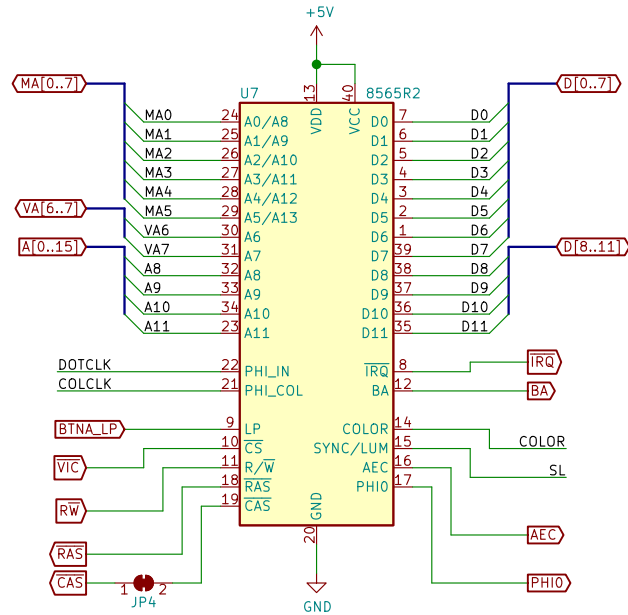 +5V
U7 13 40 8565R2
VDD VCC
MA[0..7] D[0..7]
MA0 24 A0/A8 D0 7 D0
MA1 25 A1/A9 D1 6 D1
MA2 26 A2/A10 D2 5 D2
MA3 27 A3/A11 D3 4 D3
MA4 28 A4/A12 D4 3 D4
MA5 29 A5/A13 D5 2 D5
VA[6..7]
VA6 30 A6 D6 1 D6
VA7 31 A7 D7 39 D7
A[0..15] D[8..11]
A8 32 A8 D8 38 D8
A9 33 A9 D9 37 D9
A10 34 A10 D10 36 D10
A11 23 A11 D11 35 D11
DOTCLK 22 PHI_IN IRQ 8 IRQ
COLCLK 21 PHI_COL BA 12 BA
BTNA_LP 9 LP COLOR 14 COLOR
VIC 10 CS SYNC/LUM 15 SL
RW 11 R/W AEC 16 AEC
RAS 18 RAS PHI0 17 PHI0
CAS 19 CAS
1 2
JP4
GND
20
GND